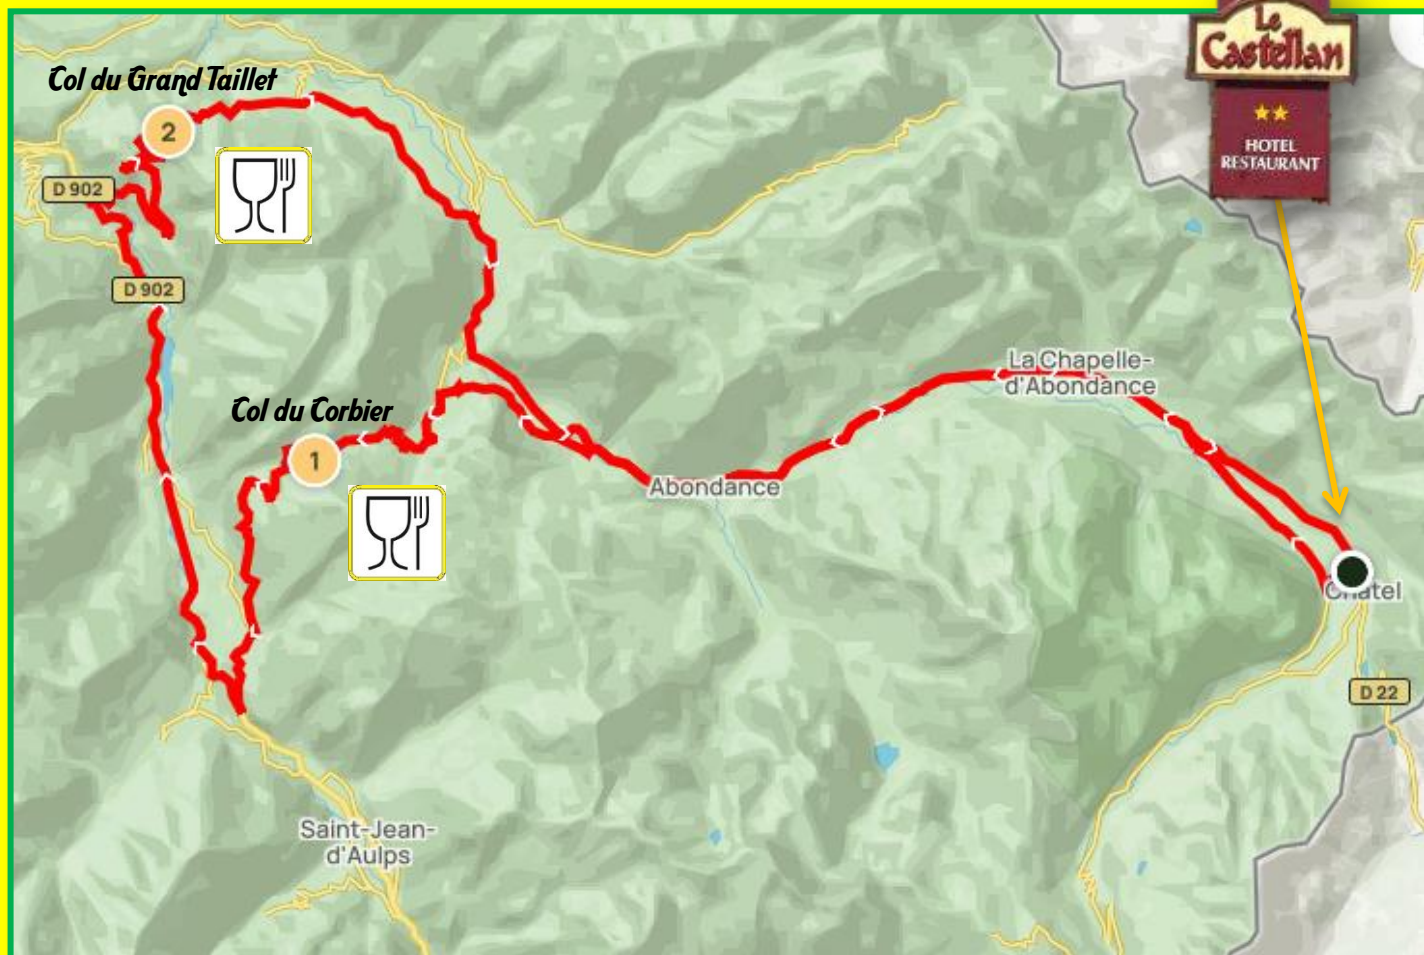 Le
Castellan
HOTEL
RESTAURANT
Col du Grand Taillet
2
D 902
D 902
La Chapelle-
d'Abondance
Col du Corbier
1
Abondance
Châtel
D 22
Saint-Jean-
d'Aulps